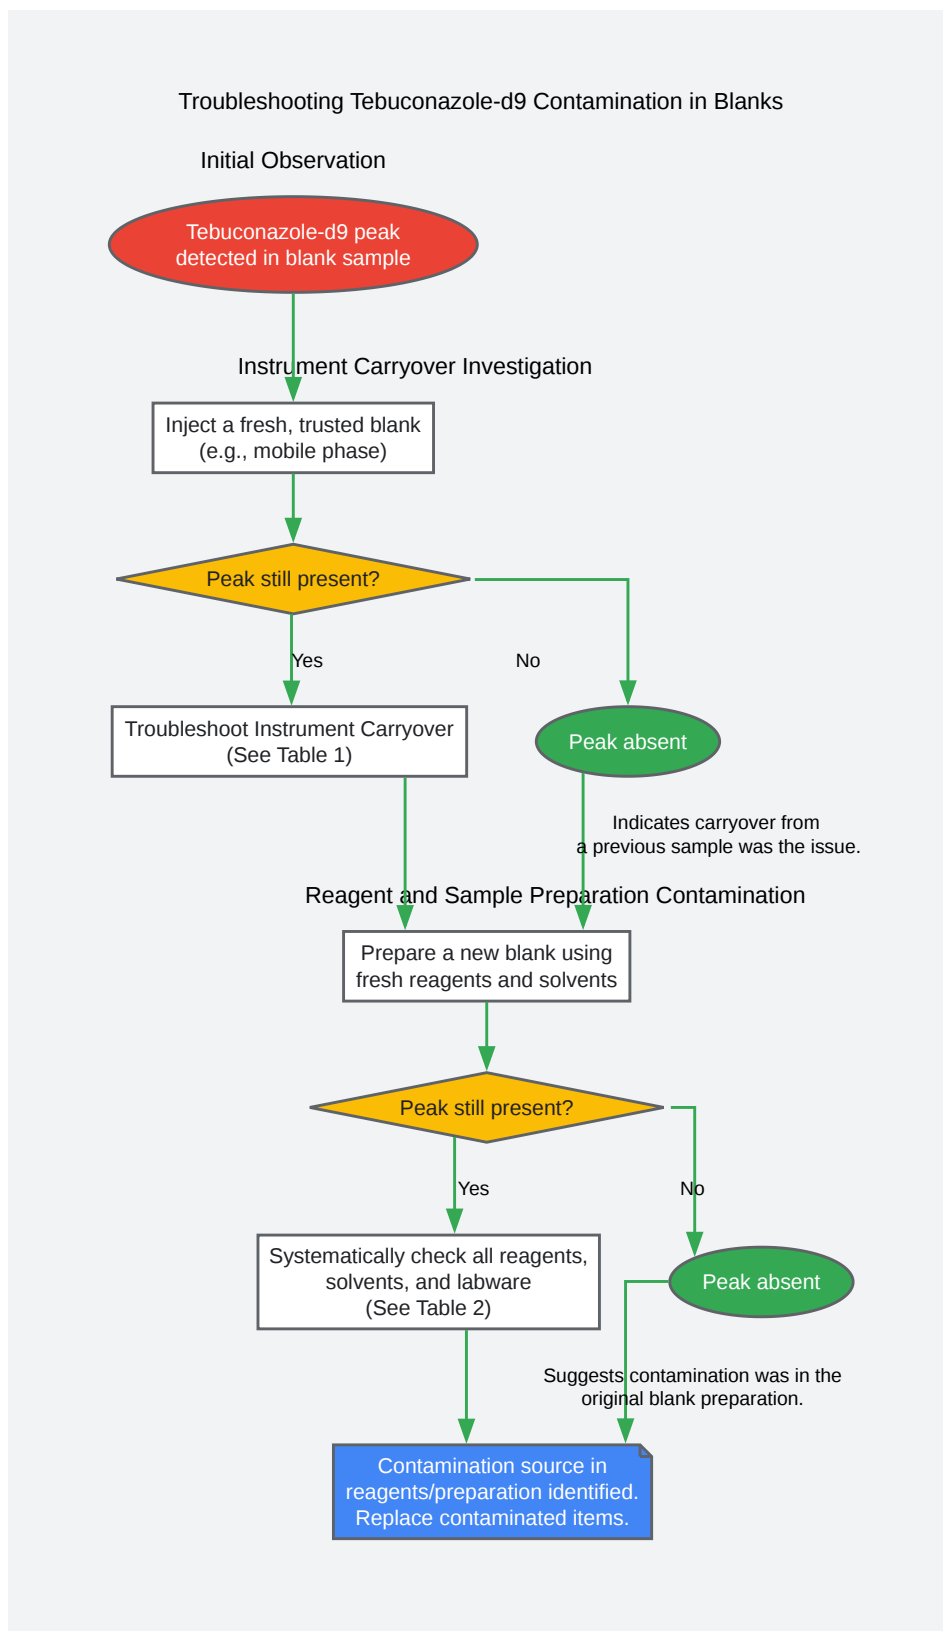 Troubleshooting Tebuconazole-d9 Contamination in Blanks
Initial Observation
Tebuconazole-d9 peak
detected in blank sample
Instrument Carryover Investigation
Inject a fresh, trusted blank
(e.g., mobile phase)
Peak still present?
Yes
No
Troubleshoot Instrument Carryover
(See Table 1)
Peak absent
Indicates carryover from
a previous sample was the issue.
Reagent and Sample Preparation Contamination
Prepare a new blank using
fresh reagents and solvents
Peak still present?
Yes
No
Systematically check all reagents,
solvents, and labware
(See Table 2)
Peak absent
Suggests contamination was in the
original blank preparation.
Contamination source in
reagents/preparation identified.
Replace contaminated items.